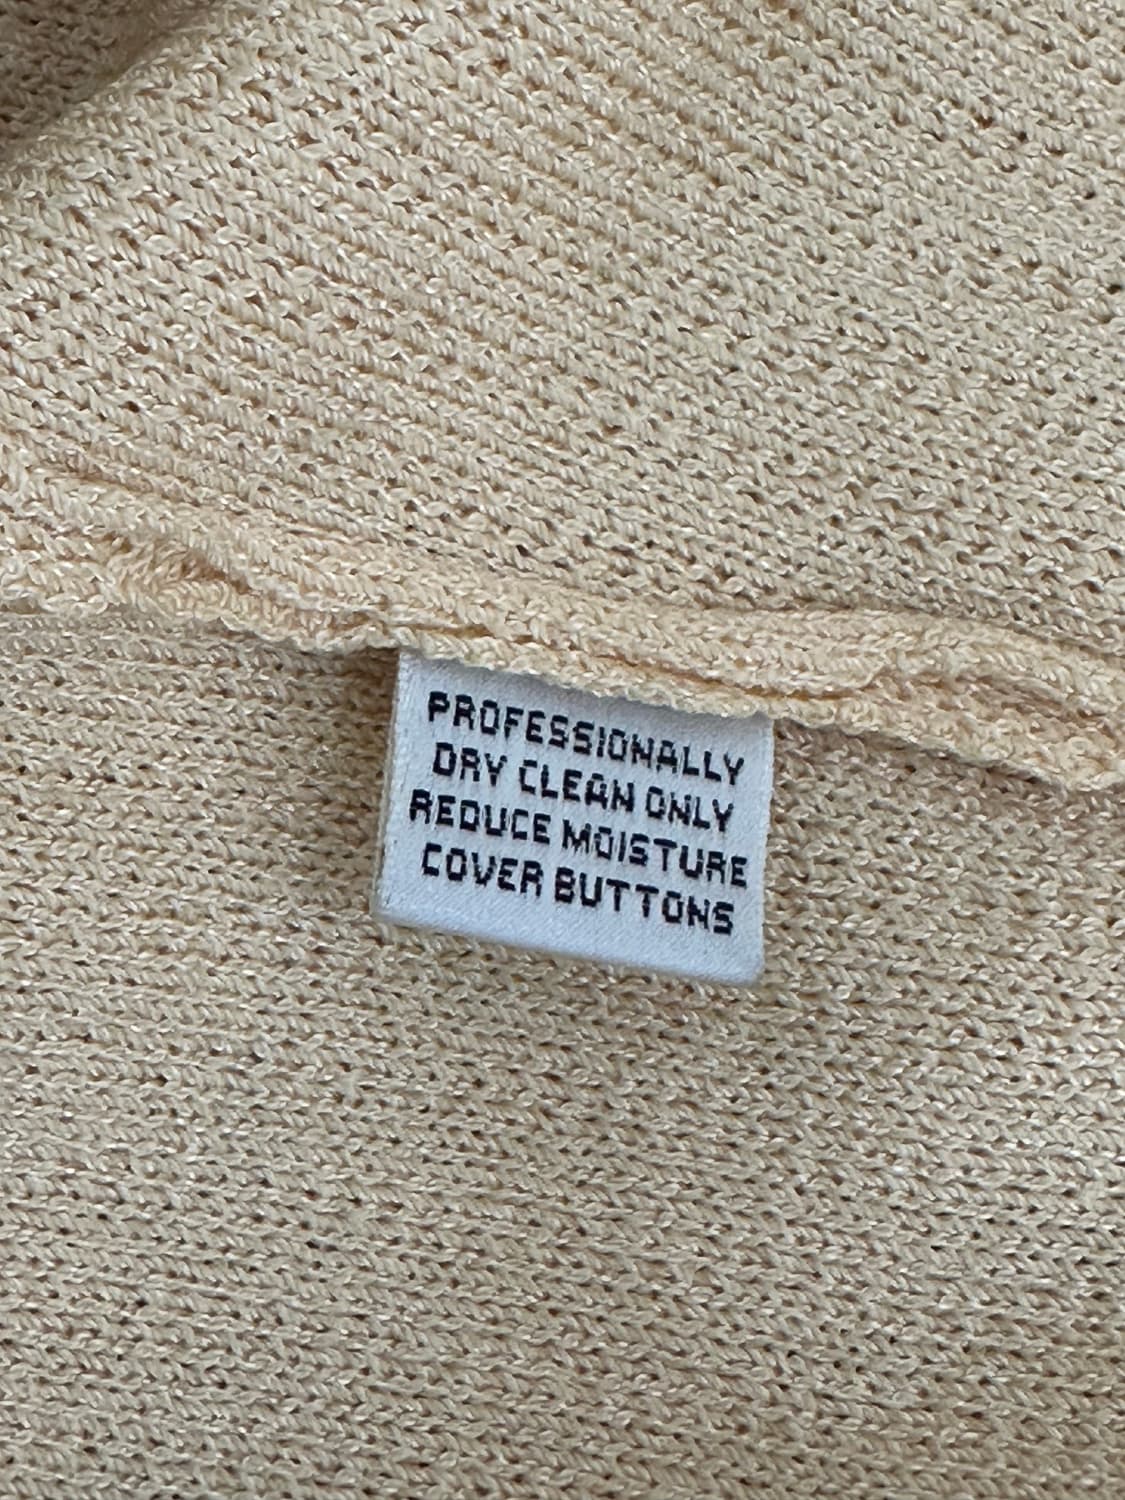 PROFESSIONALLY
DRY CLEAN ONLY
REDUCE MOISTURE
COVER BUTTONS